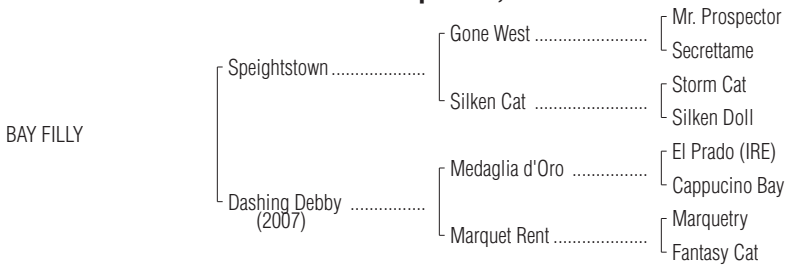 Mr. Prospector
Gone West ........................
Secrettame
Speightstown ....................
Storm Cat
Silken Cat ........................
Silken Doll
BAY FILLY
El Prado (IRE)
Medaglia d'Oro ................
Cappucino Bay
Dashing Debby ................
(2007)
Marquetry
Marquet Rent ....................
Fantasy Cat